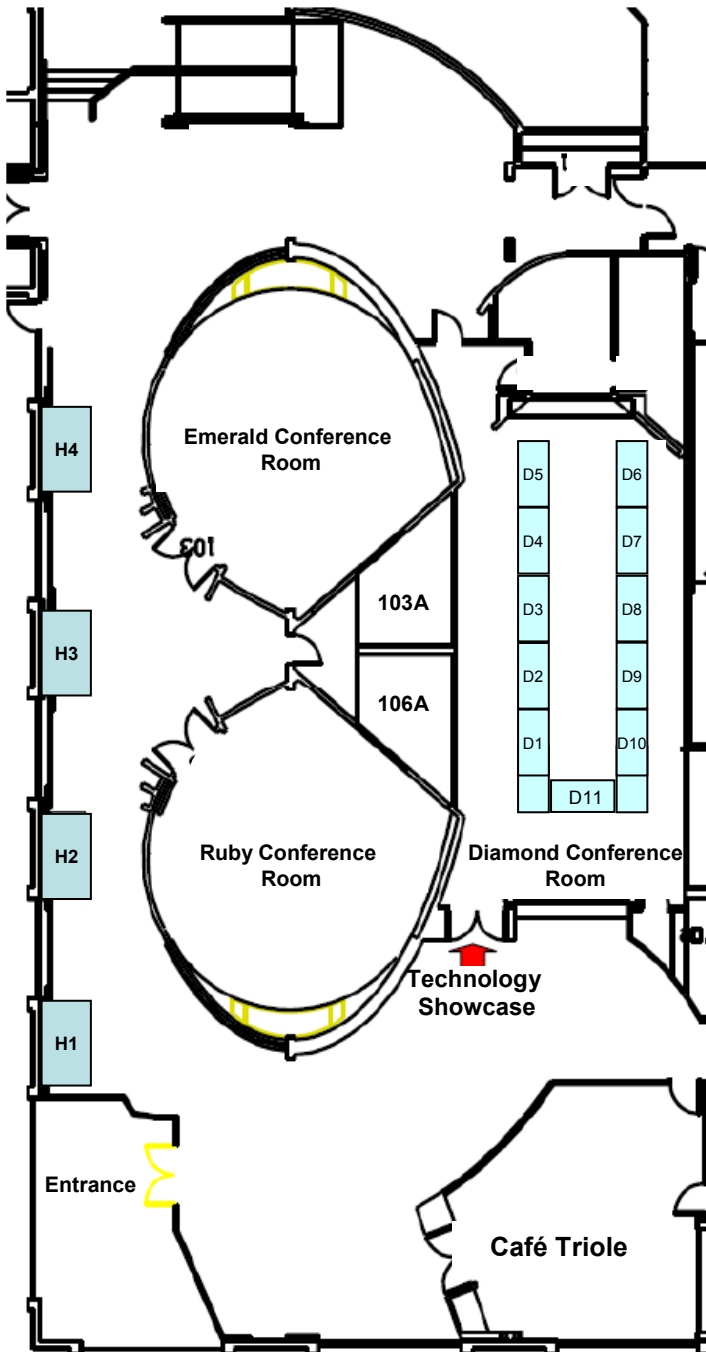 Emerald Conference
Room
H4
D5
D6
103
D4
D7
103A
D3
D8
H3
D2
D9
106A
D1
D10
D11
H2
Ruby Conference
Room
Diamond Conference
Room
Technology
Showcase
H1
Entrance
Café Triole